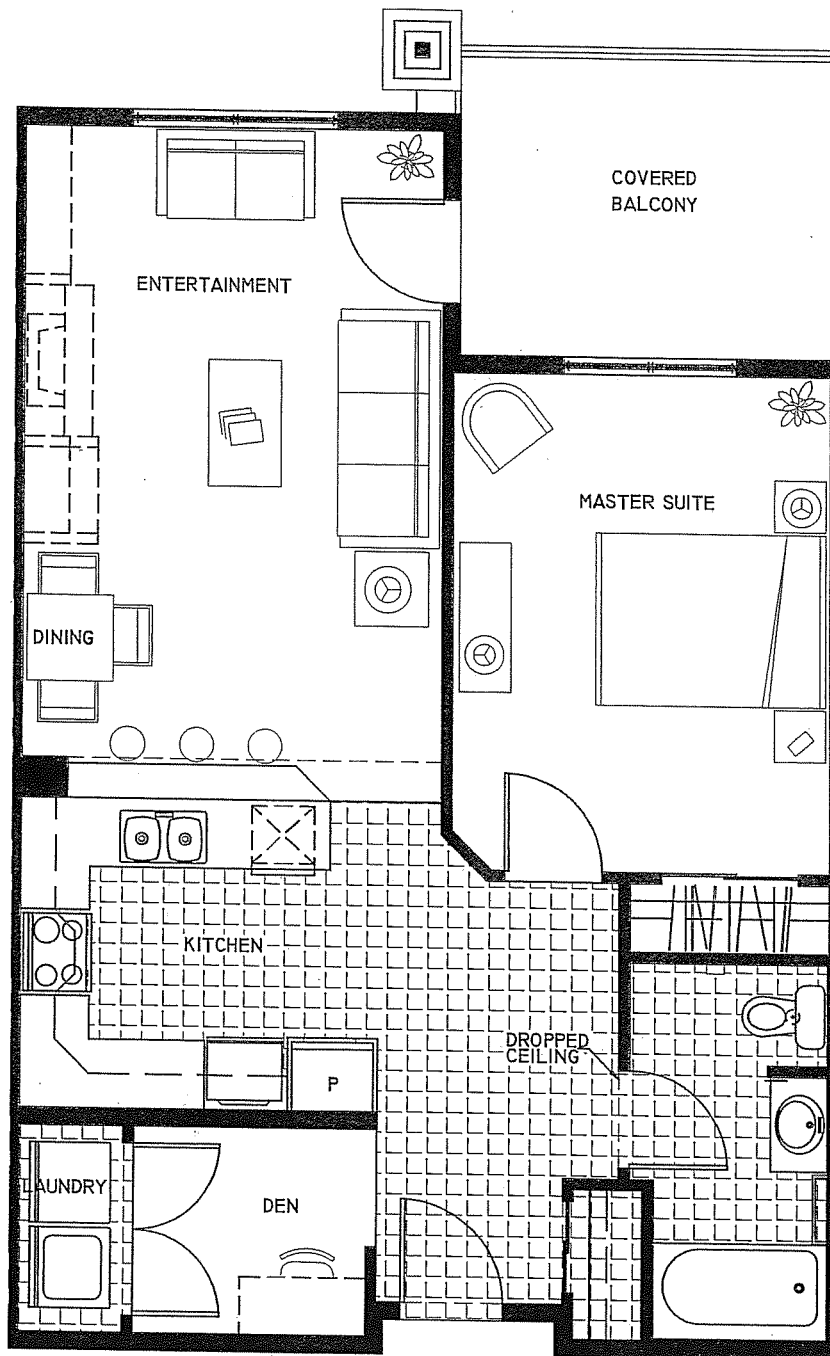 COVERED
BALCONY
ENTERTAINMENT
MASTER SUITE
DINING
KITCHEN
DROPPED
CEILING
P
LAUNDRY
DEN